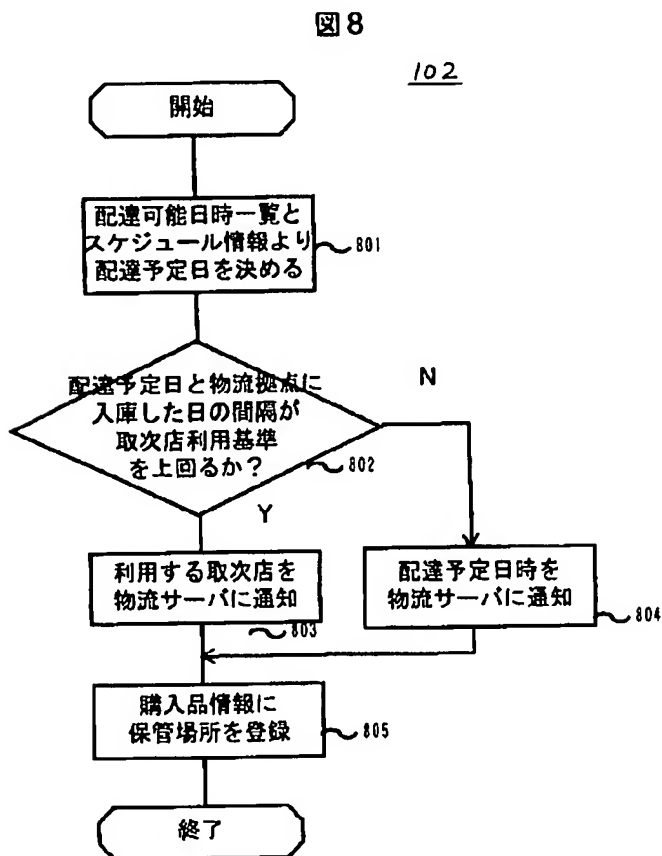 図8
102
開始
配達可能日時一覧と
スケジュール情報より
配達予定日を決める
801
配達予定日と物流拠点に
入庫した日の間隔が
取次店利用基準
を上回るか?
802
N
Y
利用する取次店を
物流サーバに通知
803
配達予定日時を
物流サーバに通知
804
購入品情報に
保管場所を登録
805
終了